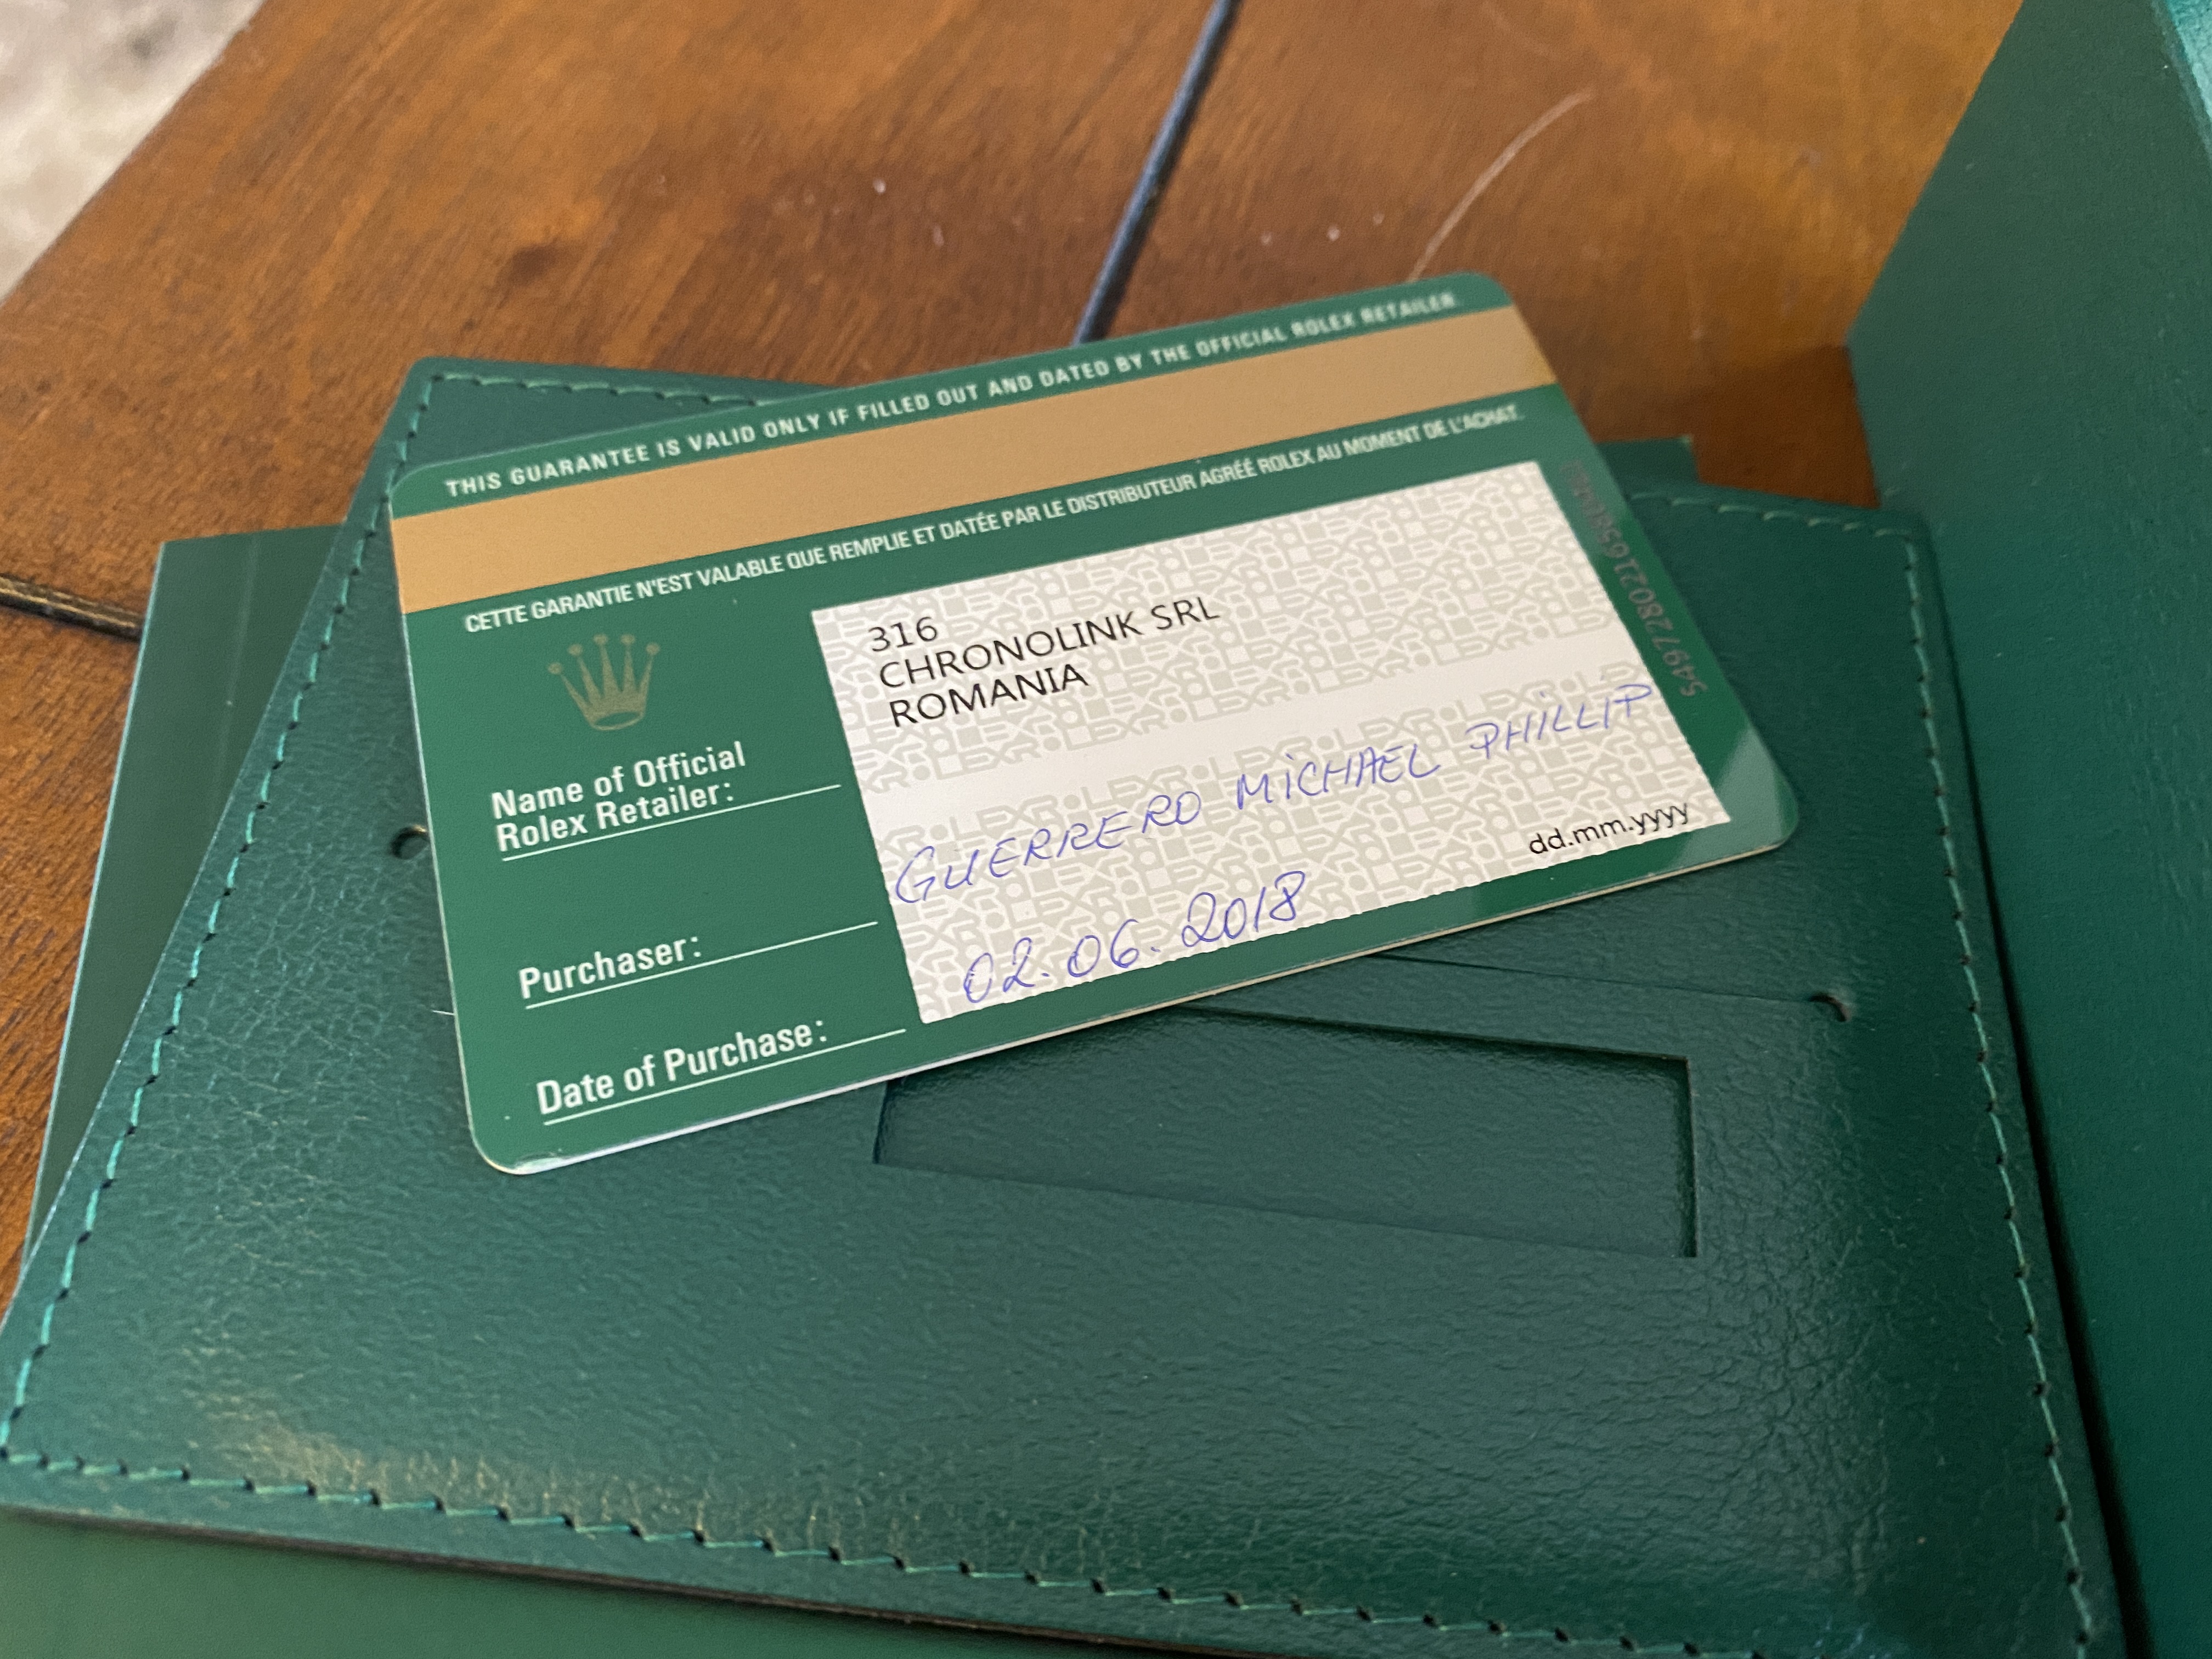 THIS GUARANTEE IS VALID ONLY IF FILLED OUT AND DATED BY THE OFFICIAL ROLEX RETAILER.
CETTE GARANTIE N'EST VALABLE QUE REMPLIE ET DATÉE PAR LE DISTRIBUTEUR AGRÉÉ ROLEX AU MOMENT DE L'ACHAT.
Name of Official
Rolex Retailer:
316
CHRONOLINK SRL
ROMANIA
Purchaser:
GUERRERO MiCHAEL PHiLLiP
Date of Purchase:
02.06.2018
dd.mm.yyyy